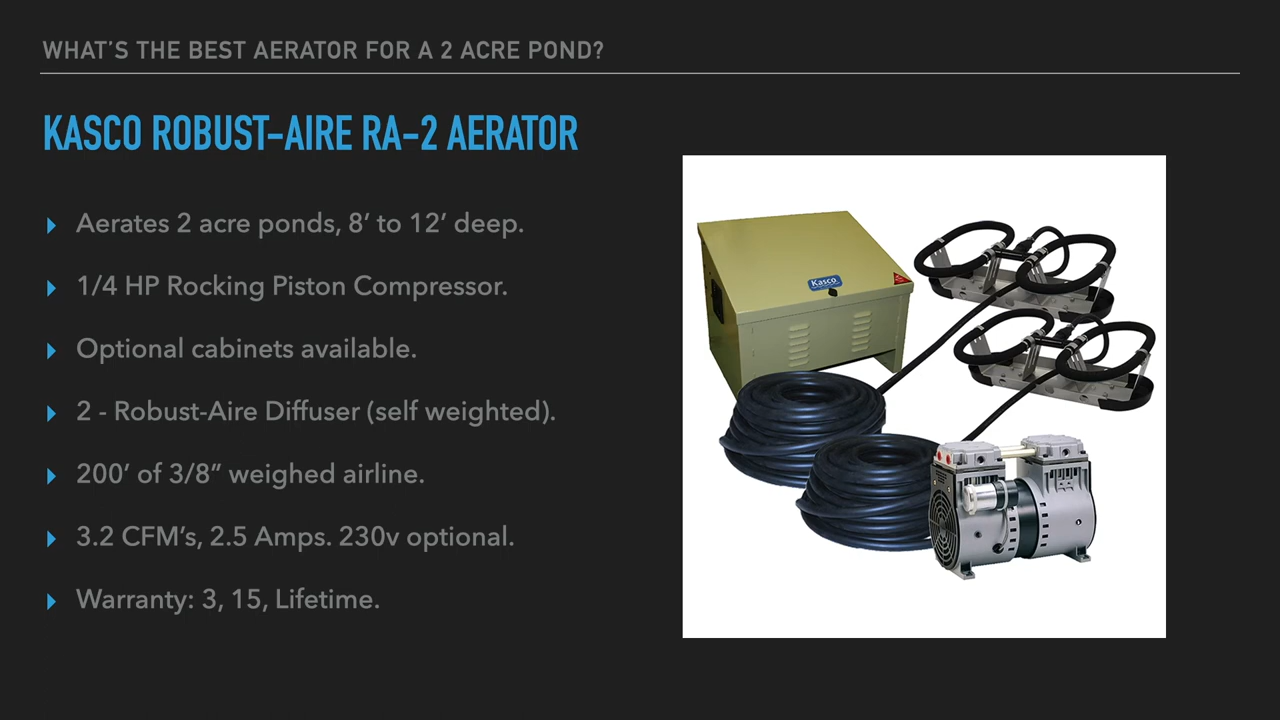 WHAT'S THE BEST AERATOR FOR A 2 ACRE POND?
KASCO ROBUST-AIRE RA-2 AERATOR
Aerates 2 acre ponds, 8' to 12' deep.
1/4 HP Rocking Piston Compressor.
Optional cabinets available.
2 - Robust-Aire Diffuser (self weighted).
200' of 3/8” weighed airline.
3.2 CFM's, 2.5 Amps. 230v optional.
Warranty: 3, 15, Lifetime.
Kasco